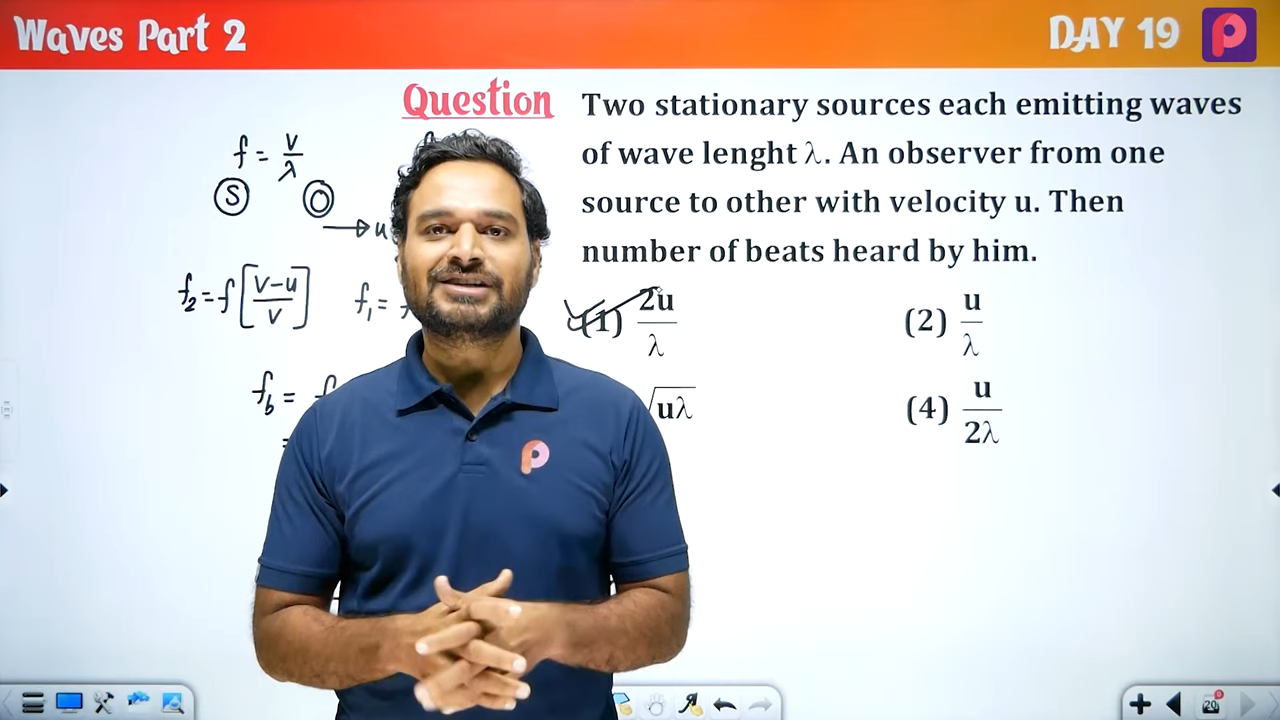 Waves Part 2
DAY 19
Question
Two stationary sources each emitting waves
of wave lenght λ. An observer from one
source to other with velocity u. Then
number of beats heard by him.
(1) 2u/λ
(2) u/λ
√uλ
(4) u/2λ
f = v/λ
S O
→ u
f₂ = f [v-u/v] f₁ =
f_b =
20